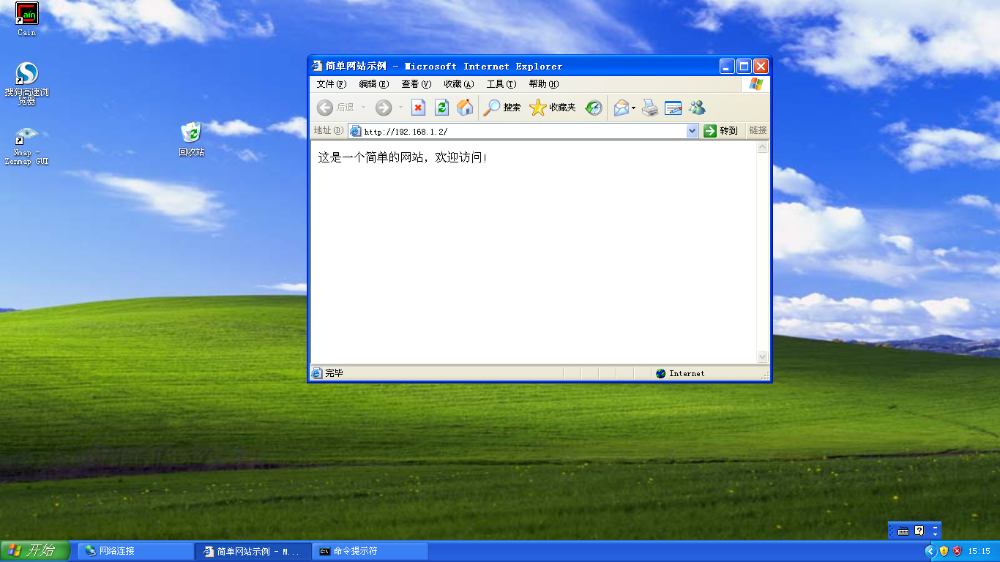 Cain
搜狗高速浏
览器
Nmap -
Zenmap GUI
回收站
简单网站示例 - Microsoft Internet Explorer
文件(F) 编辑(E) 查看(V) 收藏(A) 工具(T) 帮助(H)
后退 搜索 收藏夹
地址(D) http://192.168.1.2/ 转到 链接
这是一个简单的网站，欢迎访问!
完毕 Internet
开始 网络连接 简单网站示例 - M... C:\ 命令提示符 15:15